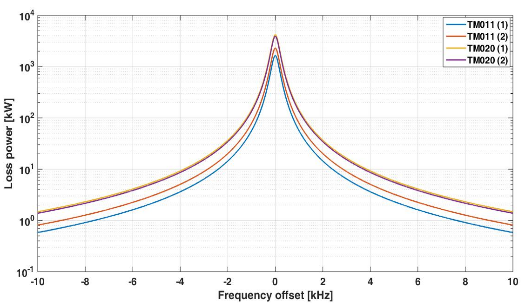 10^4
10^3
10^2
10^1
10^0
10^-1
Loss power [kW]
TM011 (1)
TM011 (2)
TM020 (1)
TM020 (2)
-10 -8 -6 -4 -2 0 2 4 6 8 10
Frequency offset [kHz]